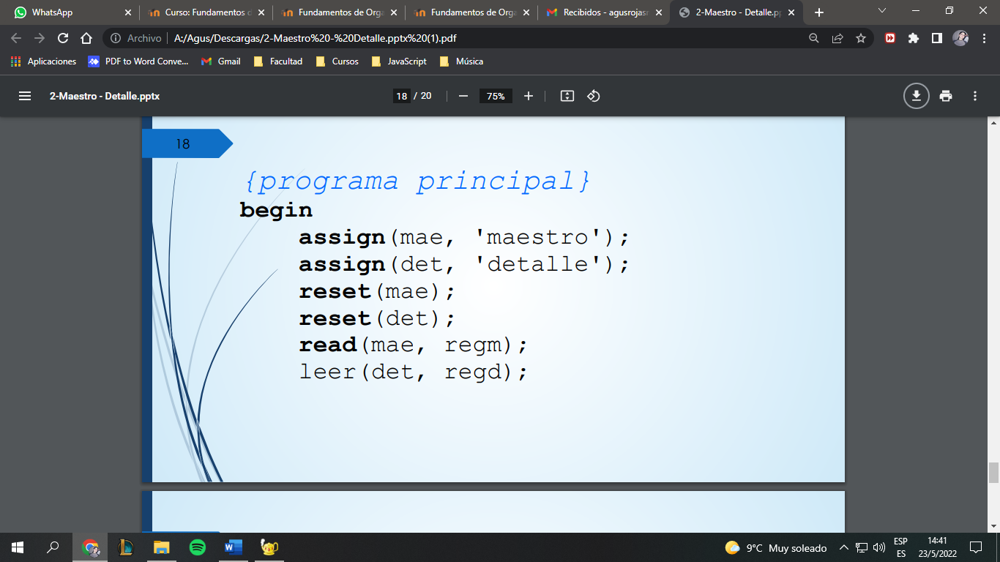 WhatsApp
Curso: Fundamentos d
Fundamentos de Orga
Fundamentos de Orga
Recibidos - agusrojasr
2-Maestro - Detalle.pp
Archivo
A:/Agus/Descargas/2-Maestro%20-%20Detalle.pptx%20(1).pdf
Aplicaciones
PDF to Word Conve...
Gmail
Facultad
Cursos
JavaScript
Música
2-Maestro - Detalle.pptx
18 / 20
75%
18
{programa principal}
begin
assign(mae, 'maestro');
assign(det, 'detalle');
reset(mae);
reset(det);
read(mae, regm);
leer(det, regd);
9°C Muy soleado
ESP
ES
14:41
23/5/2022